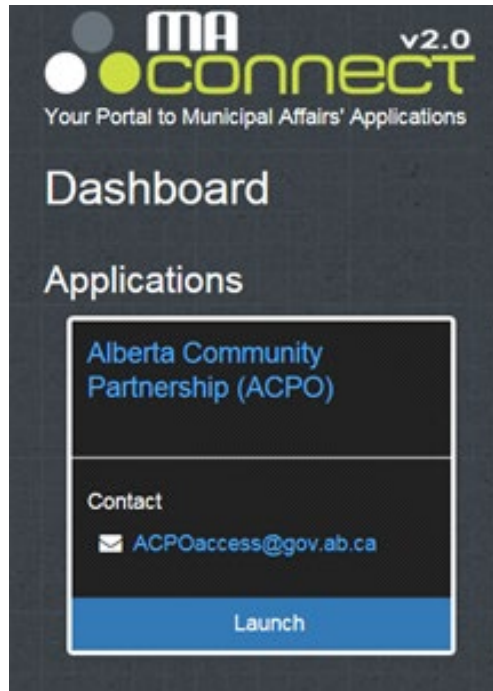 MA v2.0
connect
Your Portal to Municipal Affairs' Applications
Dashboard
Applications
Alberta Community
Partnership (ACPO)
Contact
ACPOaccess@gov.ab.ca
Launch